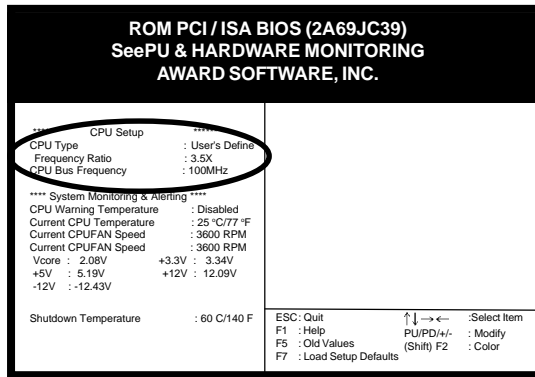 ROM PCI / ISA BIOS (2A69JC39)
SeePU & HARDWARE MONITORING
AWARD SOFTWARE, INC.
***** CPU Setup *******
CPU Type : User's Define
Frequency Ratio : 3.5X
CPU Bus Frequency : 100MHz
**** System Monitoring & Alerting ****
CPU Warning Temperature : Disabled
Current CPU Temperature : 25 °C/77 °F
Current CPUFAN Speed : 3600 RPM
Current CPUFAN Speed : 3600 RPM
Vcore : 2.08V +3.3V : 3.34V
+5V : 5.19V +12V : 12.09V
-12V : -12.43V
Shutdown Temperature : 60 C/140 F
ESC : Quit ↑↓→← :Select Item
F1 : Help PU/PD/+/- : Modify
F5 : Old Values (Shift) F2 : Color
F7 : Load Setup Defaults